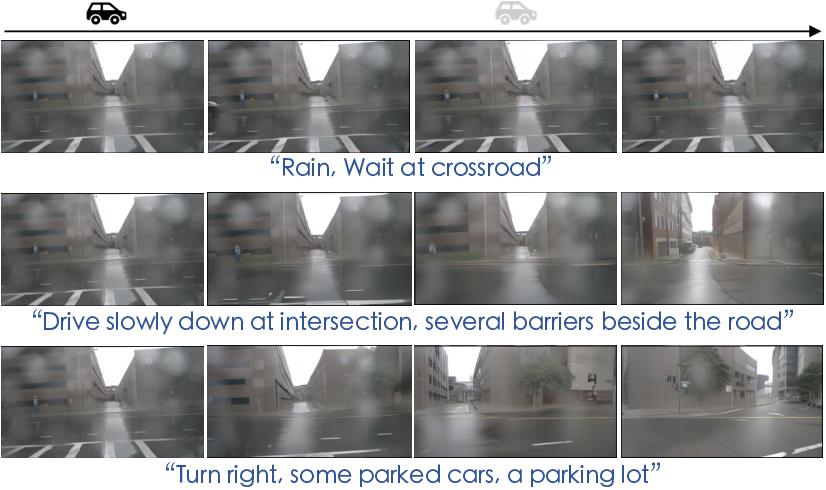 “Rain, Wait at crossroad”
“Drive slowly down at intersection, several barriers beside the road”
“Turn right, some parked cars, a parking lot”